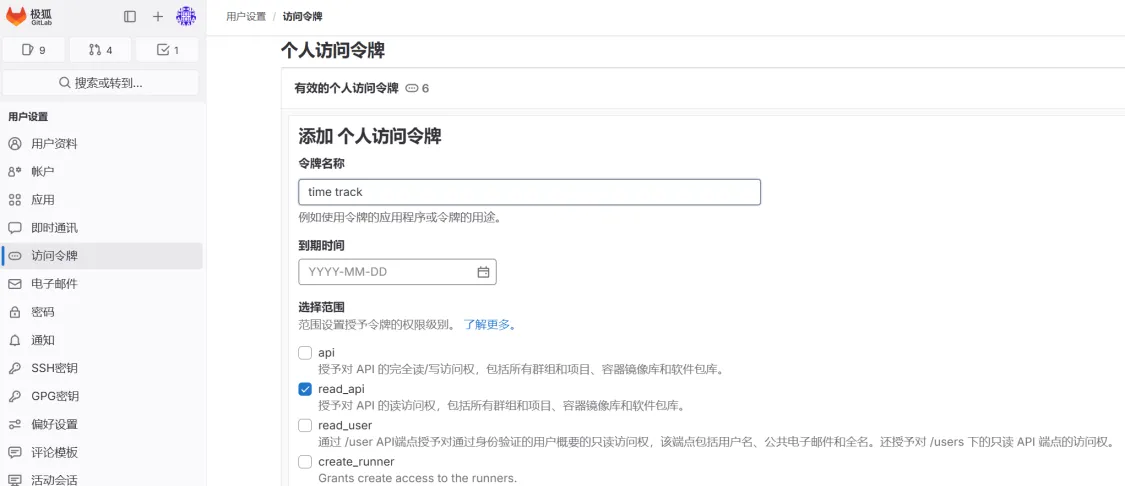 极狐
GitLab
9
4
1
搜索或转到...
用户设置
用户资料
帐户
应用
即时通讯
访问令牌
电子邮件
密码
通知
SSH密钥
GPG密钥
偏好设置
评论模板
活动会话
用户设置 / 访问令牌
个人访问令牌
有效的个人访问令牌 6
添加 个人访问令牌
令牌名称
time track
例如使用令牌的应用程序或令牌的用途。
到期时间
YYYY-MM-DD
选择范围
范围设置授予令牌的权限级别。 了解更多。
api
授予对 API 的完全读/写访问权，包括所有群组和项目、容器镜像库和软件包库。
read_api
授予对 API 的读访问权，包括所有群组和项目、容器镜像库和软件包库。
read_user
通过 /user API端点授予对通过身份验证的用户概要的只读访问权，该端点包括用户名、公共电子邮件和全名。还授予对 /users 下的只读 API 端点的访问权。
create_runner
Grants create access to the runners.